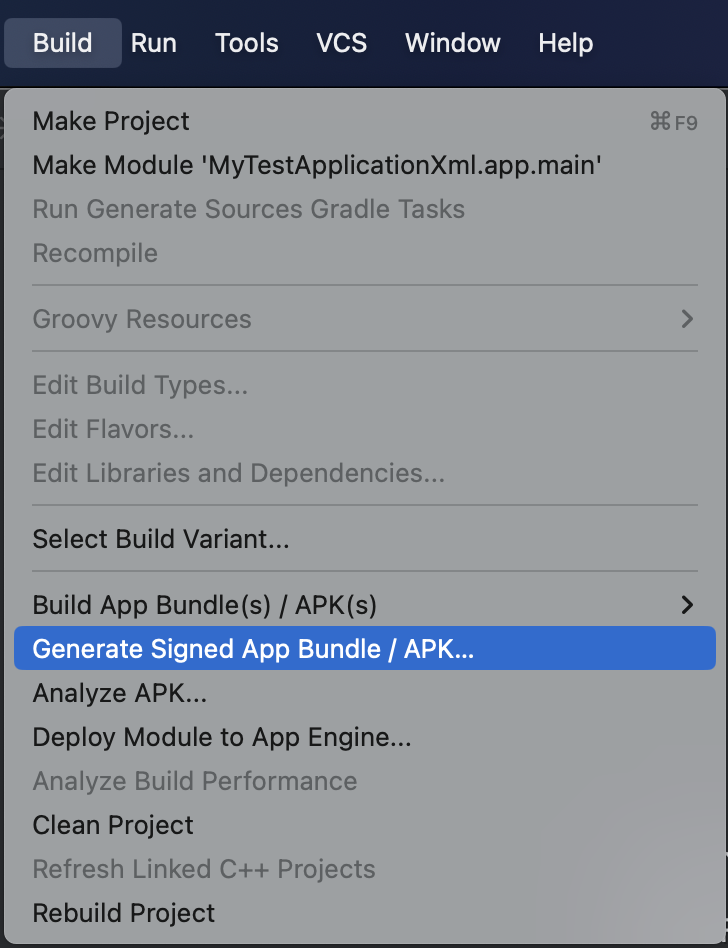 Build Run Tools VCS Window Help
Make Project ⌘F9
Make Module 'MyTestApplicationXml.app.main'
Run Generate Sources Gradle Tasks
Recompile
Groovy Resources
Edit Build Types...
Edit Flavors...
Edit Libraries and Dependencies...
Select Build Variant...
Build App Bundle(s) / APK(s)
Generate Signed App Bundle / APK...
Analyze APK...
Deploy Module to App Engine...
Analyze Build Performance
Clean Project
Refresh Linked C++ Projects
Rebuild Project